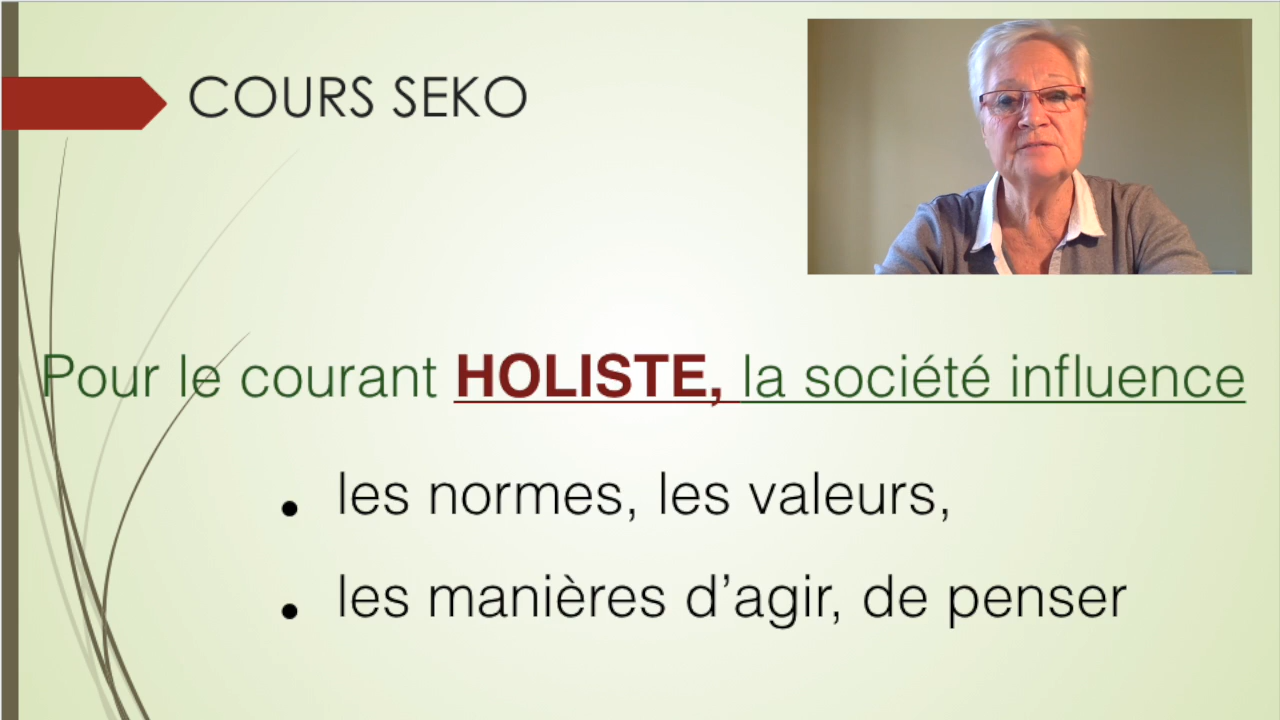 COURS SEKO
Pour le courant HOLISTE, la société influence
• les normes, les valeurs,
• les manières d’agir, de penser